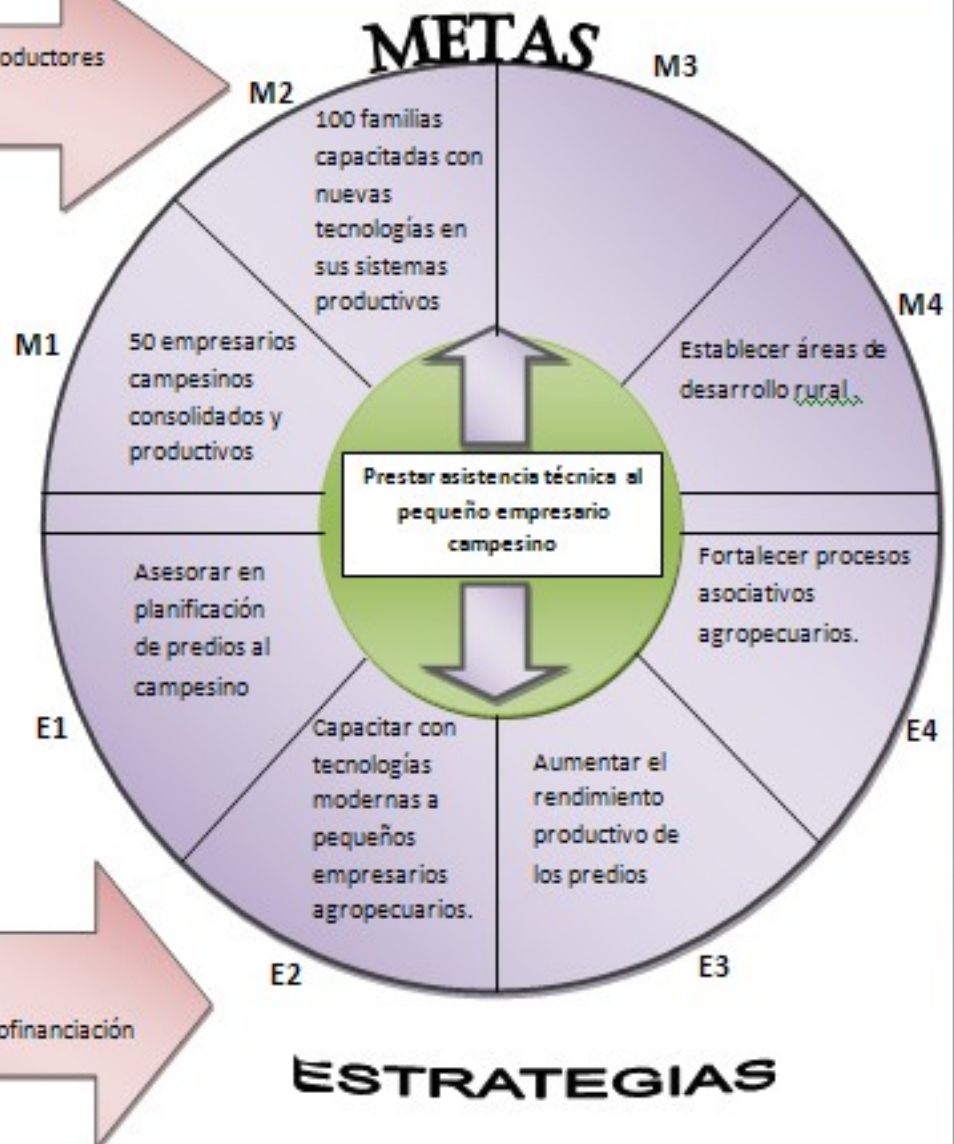 METAS
oductores
M2
M3
100 familias
capacitadas con
nuevas
tecnologías en
sus sistemas
productivos
M4
M1
50 empresarios
campesinos
consolidados y
productivos
Establecer áreas de
desarrollo rural.
Prestar asistencia técnica al
pequeño empresario
campesino
Asesorar en
planificación
de predios al
campesino
Fortalecer procesos
asociativos
agropecuarios.
E1
E4
Capacitar con
tecnologías
modernas a
pequeños
empresarios
agropecuarios.
Aumentar el
rendimiento
productivo de
los predios
E2
E3
ofinanciación
ESTRATEGIAS